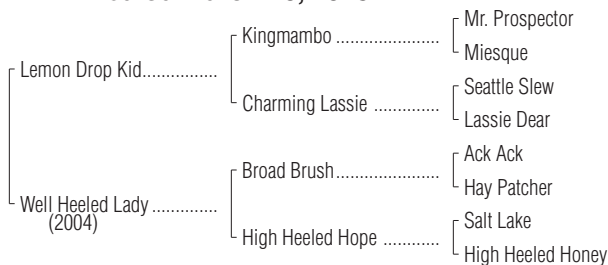 Mr. Prospector
Kingmambo ....................
Miesque
Lemon Drop Kid...............
Seattle Slew
Charming Lassie .............
Lassie Dear
Ack Ack
Broad Brush....................
Hay Patcher
Well Heeled Lady .............
(2004)
Salt Lake
High Heeled Hope ...........
High Heeled Honey